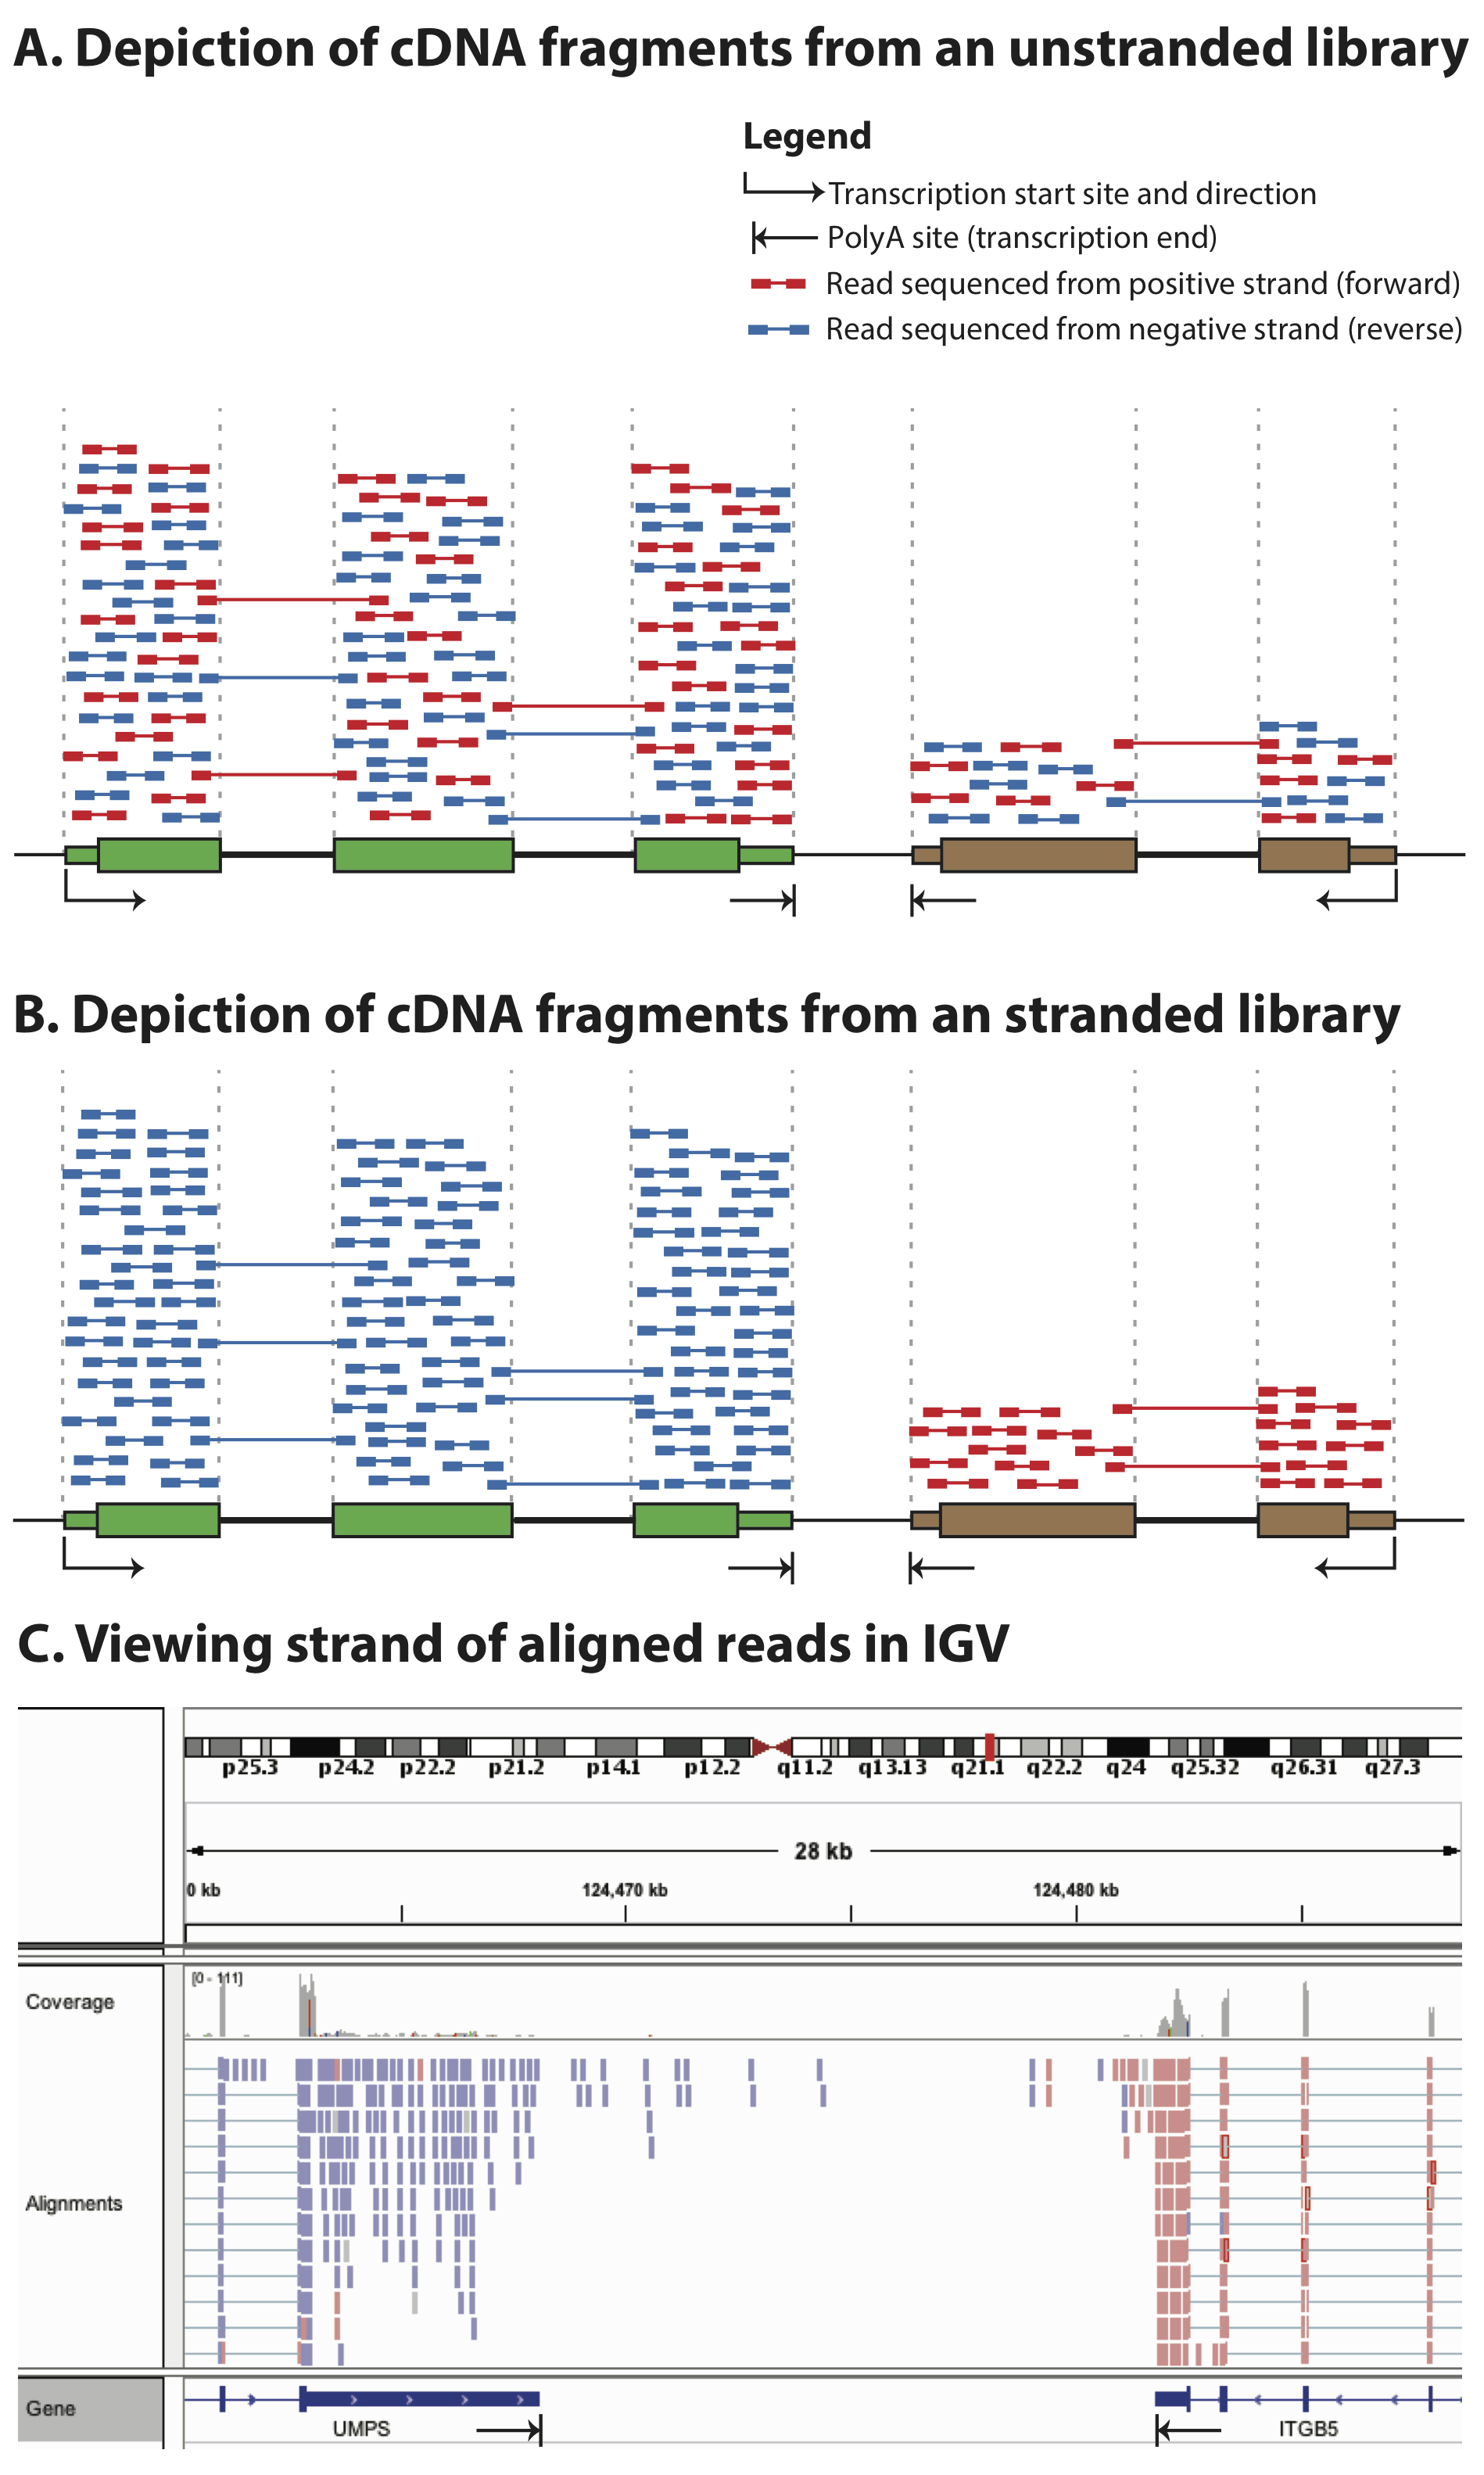 A. Depiction of cDNA fragments from an unstranded library
Legend
Transcription start site and direction
PolyA site (transcription end)
Read sequenced from positive strand (forward)
Read sequenced from negative strand (reverse)
B. Depiction of cDNA fragments from an stranded library
C. Viewing strand of aligned reads in IGV
p25.3 p24.2 p22.2 p21.2 p14.1 p12.2 q11.2 q13.13 q21.1 q22.2 q24 q25.32 q26.31 q27.3
28 kb
0 kb 124,470 kb 124,480 kb
[0 - 111]
Coverage
Alignments
Gene
UMPS ITGB5